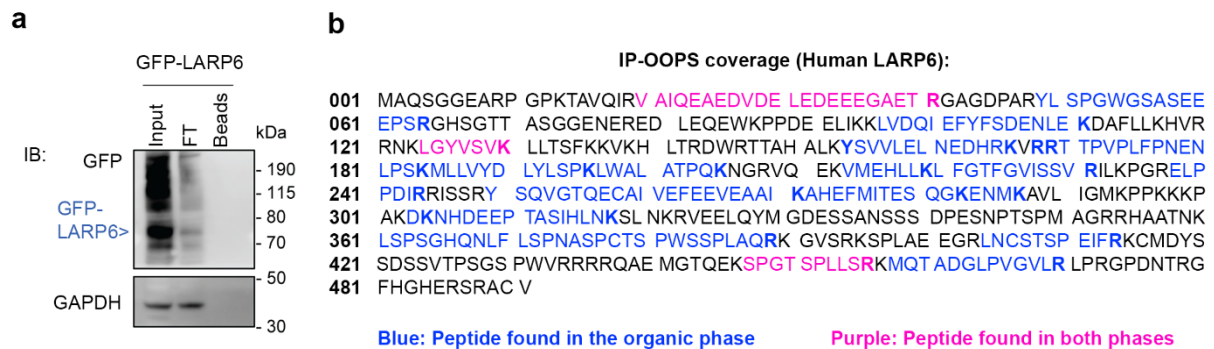 a
GFP-LARP6
Input
FT
Beads
kDa
IB:
GFP
GFP-
LARP6>
- 190
- 115
- 80
- 70
- 50
GAPDH
- 30
b
IP-OOPS coverage (Human LARP6):
001 MAQSGGEARP GPKTAVQIRV AIQEAEDVDE LEDEEEGAET RGAGDPARYL SPGWGSASEE
061 EPSRGHSGTT ASGGENERED LEQEWKPPDE ELIKKLVDQI EFYFSDENLE KDAFLLKHVR
121 RNKLGYVSVK LLTSFKKVKH LTRDWRTTAH ALKYSVVLEL NEDHRKVRRT TPVPLFPNEN
181 LPSKMLLVYD LYLSPKLWAL ATPQKNGRVQ EKVMEHLLKL FGTFGVISSV RILKPGRELP
241 PDIRRISSRY SQVGTQECAI VEFEEVEAAI KAHEFMITES QGKENMKAVL IGMKPPKKKP
301 AKDKNHDEEP TASIHLNKSL NKRVEELQYM GDESSANSSS DPESNPTSPM AGRRHAATNK
361 LSPSGHQNLF LSPNASPCTS PWSSPLAQRK GVSRKSPLAE EGRLNCSTSP EIFRKCMDYS
421 SDSSVTPSGS PWVRRRRQAE MGTQEKSPGT SPLLSRKMQT ADGLPVGVLR LPRGPDNTRG
481 FHGHERSRAC V
Blue: Peptide found in the organic phase
Purple: Peptide found in both phases